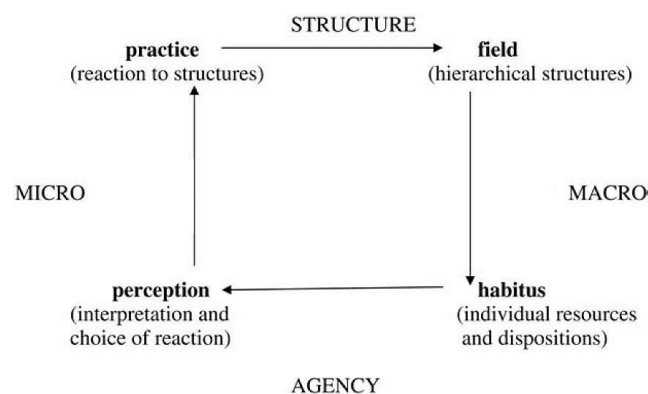 STRUCTURE
practice
(reaction to structures)
field
(hierarchical structures)
MICRO
MACRO
perception
(interpretation and
choice of reaction)
habitus
(individual resources
and dispositions)
AGENCY